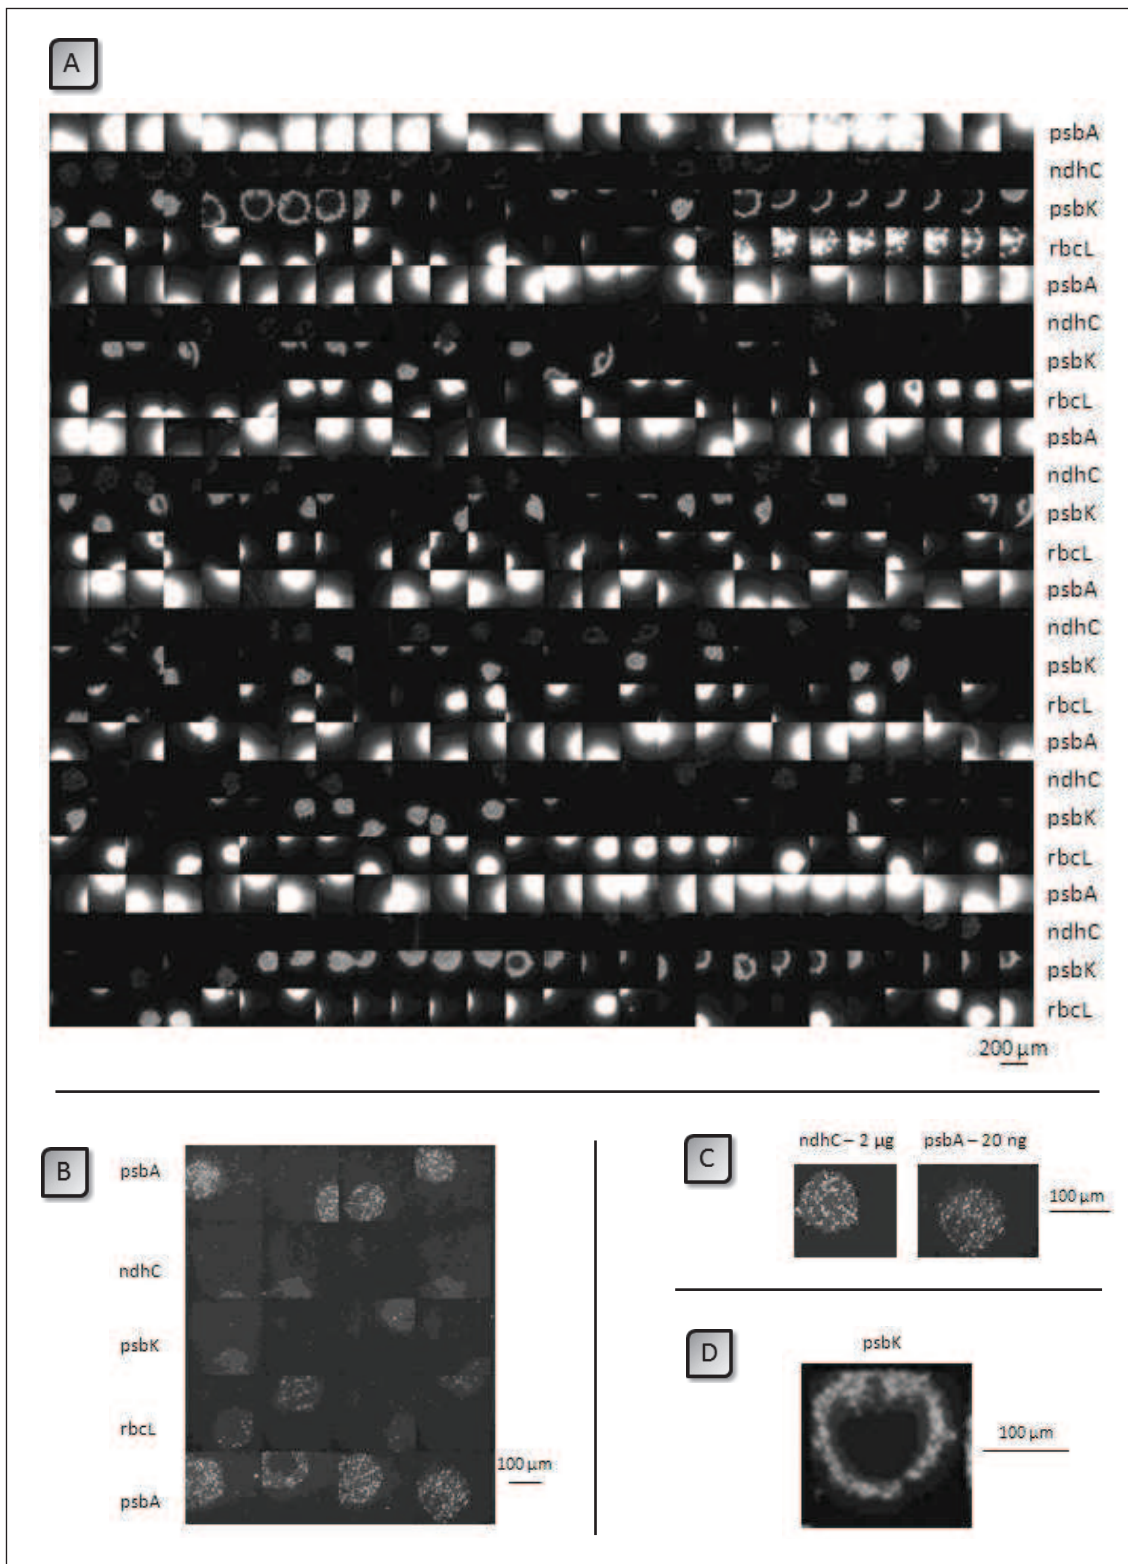 A
psbA
ndhC
psbK
rbcL
psbA
ndhC
psbK
rbcL
psbA
ndhC
psbK
rbcL
psbA
ndhC
psbK
rbcL
psbA
ndhC
psbK
rbcL
psbA
ndhC
psbK
rbcL
200 µm
B
psbA
ndhC
psbK
rbcL
psbA
100 µm
C
ndhC – 2 µg
psbA – 20 ng
100 µm
D
psbK
100 µm